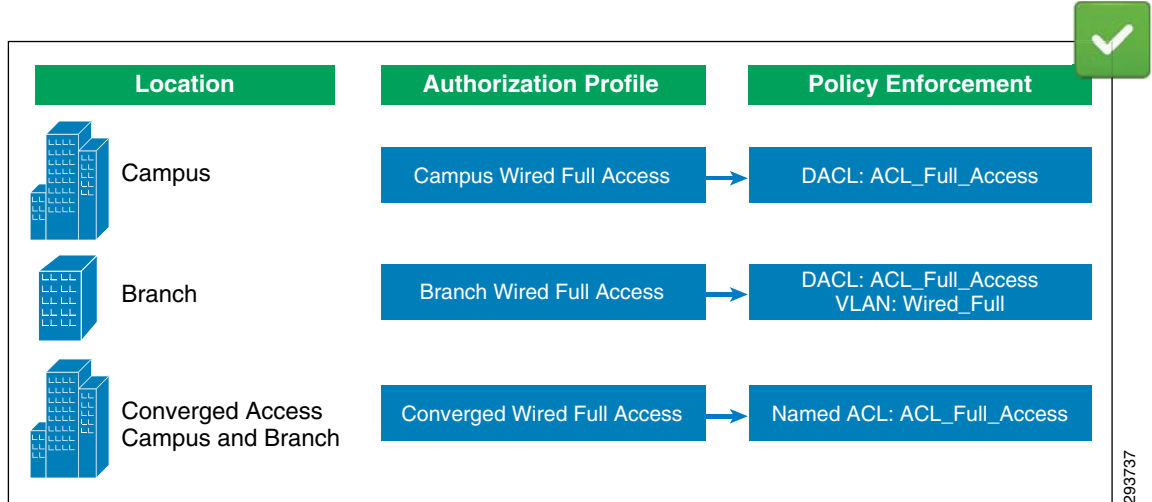 Location
Authorization Profile
Policy Enforcement
Campus
Campus Wired Full Access
DACL: ACL_Full_Access
Branch
Branch Wired Full Access
DACL: ACL_Full_Access
VLAN: Wired_Full
Converged Access
Campus and Branch
Converged Wired Full Access
Named ACL: ACL_Full_Access
293737